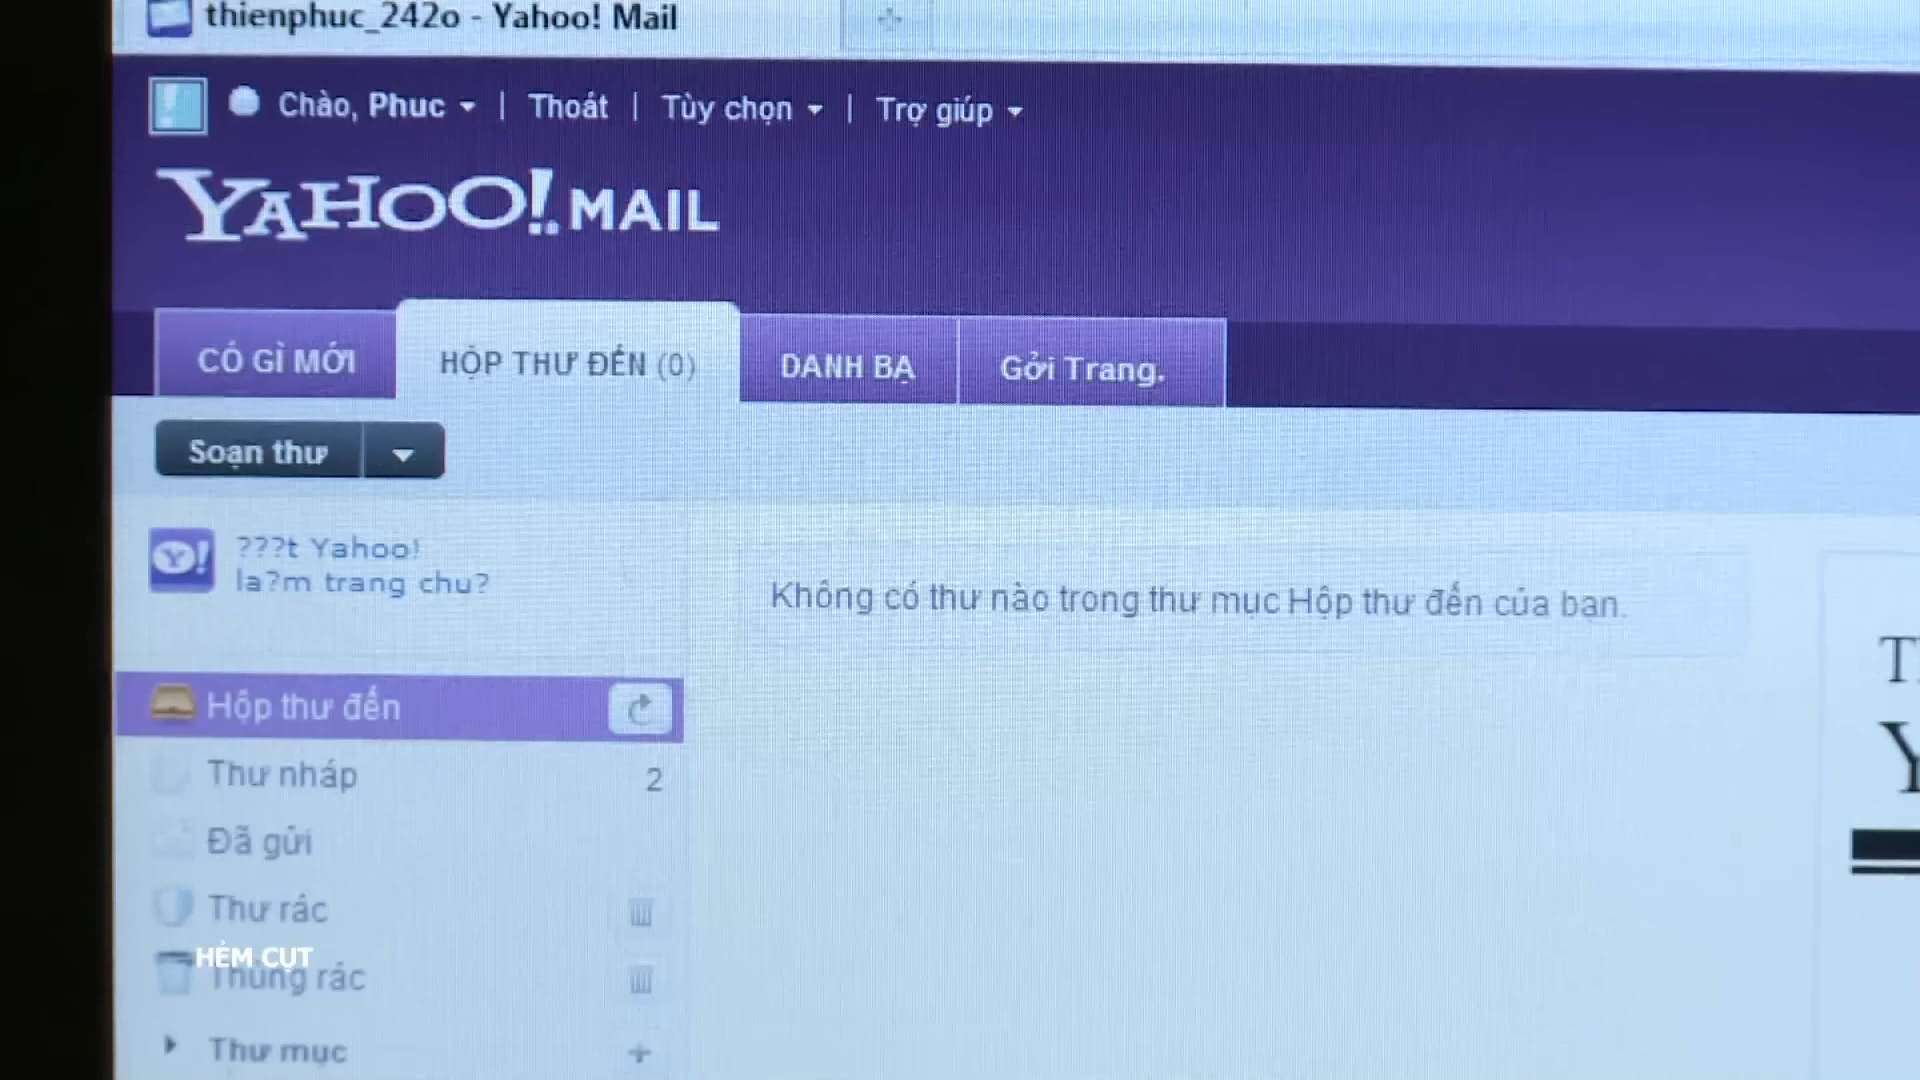 thienphuc_242o - Yahoo! Mail
Chào, Phuc | Thoát | Tùy chọn | Trợ giúp
YAHOO! MAIL
CÓ GÌ MỚI
HỘP THƯ ĐẾN (0)
DANH BẠ
Gởi Trang.
Soạn thư
???t Yahoo!
la?m trang chu?
Không có thư nào trong thư mục Hộp thư đến của bạn.
Hộp thư đến
Thư nháp 2
Đã gửi
Thư rác
HẺM CỤT
Thùng rác
Thư mục